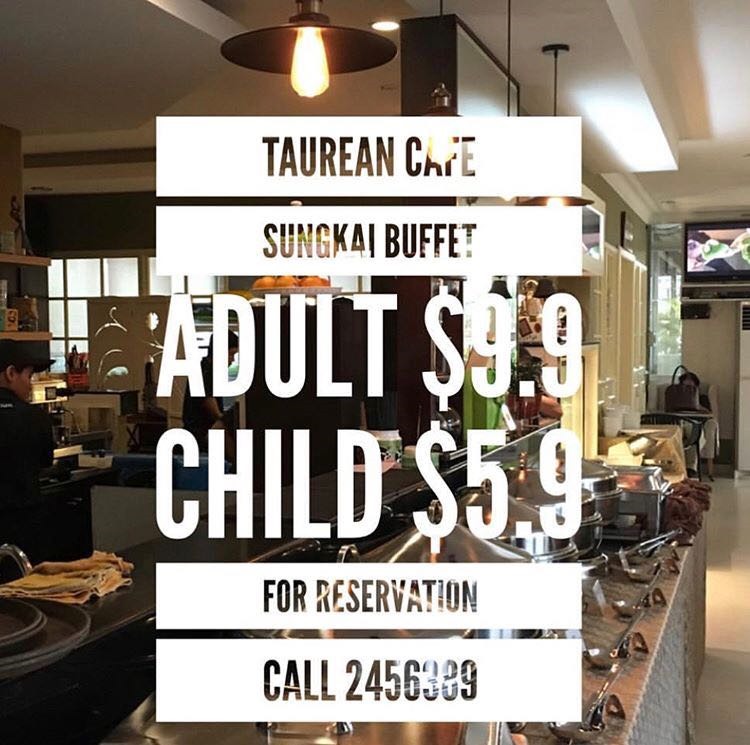 TAUREAN CAFE
SUNGKAI BUFFET
ADULT $9.9
CHILD $5.9
FOR RESERVATION
CALL 2456389